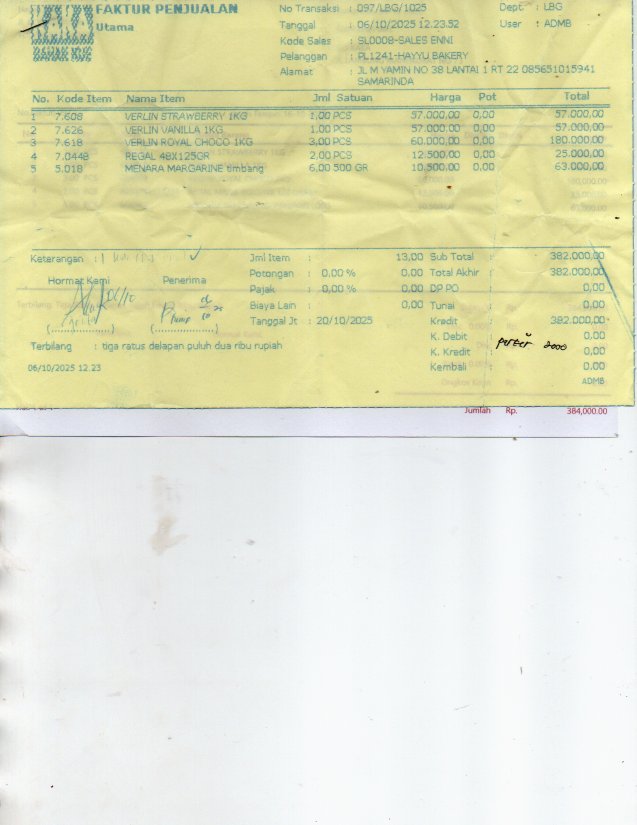 FAKTUR PENJUALAN
Utama
No Transaksi : 097/LBG/1025
Tanggal : 06/10/2025 12.23.52
Kode Sales : SL0008-SALES ENNI
Pelanggan : PL1241-HAYYU BAKERY
Alamat : JL M YAMIN NO 38 LANTAI 1 RT 22 085651015941
SAMARINDA
Dept : LBG
User : ADMB
No. Kode Item Nama Item Jml Satuan Harga Pot Total
1 7.608 VERLIN STRAWBERRY 1KG 1,00 PCS 57.000,00 0,00 57.000,00
2 7.626 VERLIN VANILLA 1KG 1,00 PCS 57.000,00 0,00 57.000,00
3 7.618 VERLIN ROYAL CHOCO 1KG 3,00 PCS 60.000,00 0,00 180.000,00
4 7.0448 REGAL 48X125GR 2,00 PCS 12.500,00 0,00 25.000,00
5 5.018 MENARA MARGARINE timbang 6,00 500 GR 10.500,00 0,00 63.000,00
Keterangan :
Hormat Kami Penerima
(..................) (..................)
Jml Item : 13,00 Sub Total : 382.000,00
Potongan : 0,00 % 0,00 Total Akhir : 382.000,00
Pajak : 0,00 % 0,00 DP PO : 0,00
Biaya Lain : 0,00 Tunai : 0,00
Tanggal Jt : 20/10/2025 Kredit : 382.000,00
K. Debit : 0,00
2000
K. Kredit : 0,00
Kembali : 0,00
Terbilang : tiga ratus delapan puluh dua ribu rupiah
06/10/2025 12.23
ADMB
Jumlah Rp. 384,000.00